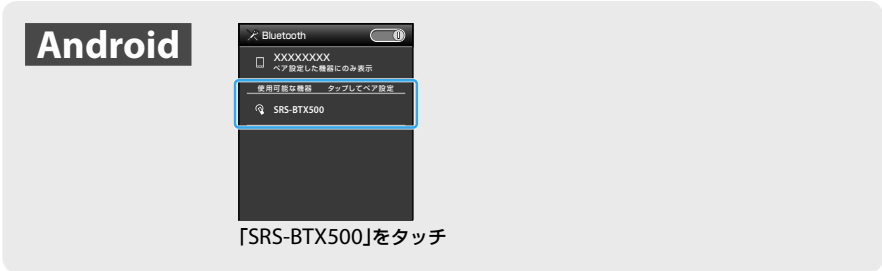 Android
Bluetooth
XXXXXXXX
ペア設定した機器にのみ表示
使用可能な機器 タップしてペア設定
SRS-BTX500
「SRS-BTX500」をタッチ